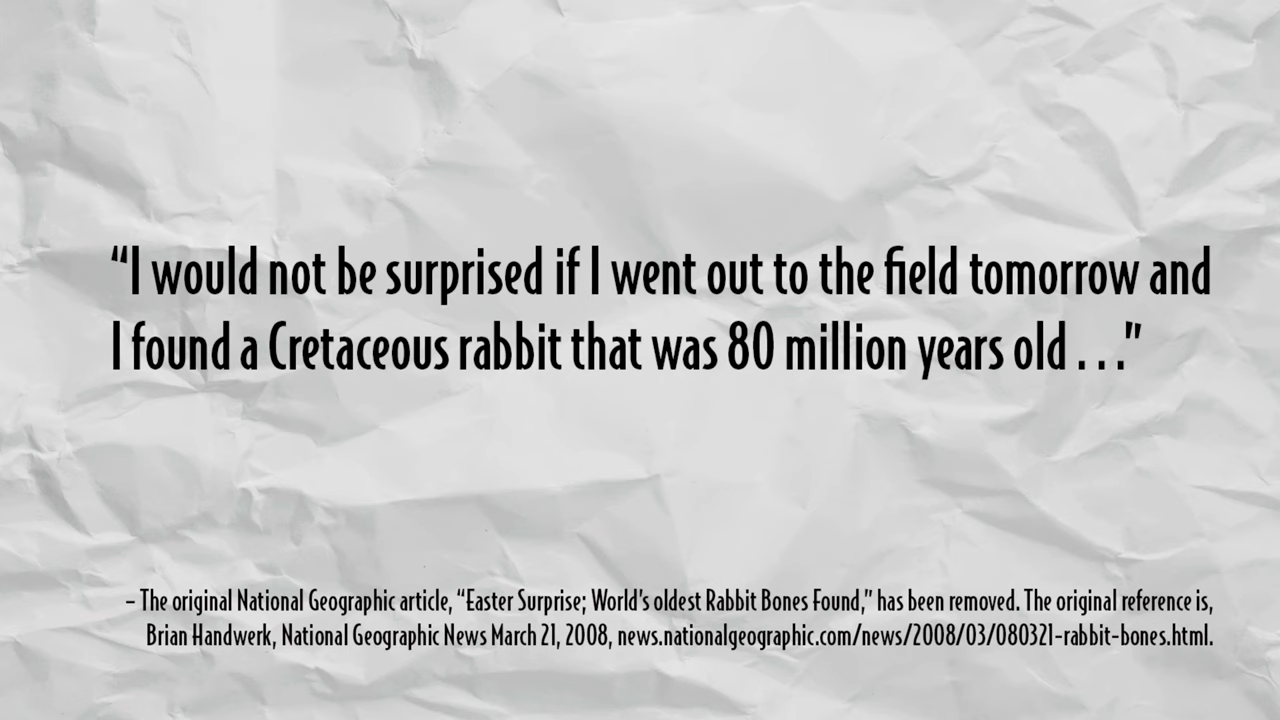 “I would not be surprised if I went out to the field tomorrow and
I found a Cretaceous rabbit that was 80 million years old . . .”
– The original National Geographic article, “Easter Surprise; World’s oldest Rabbit Bones Found,” has been removed. The original reference is,
Brian Handwerk, National Geographic News March 21, 2008, news.nationalgeographic.com/news/2008/03/080321-rabbit-bones.html.